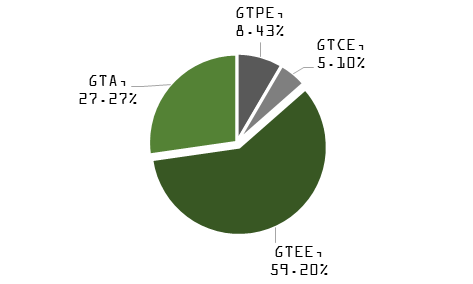 GTPE,
8.43%
GTCE,
5.10%
GTA,
27.27%
GTEE,
59.20%